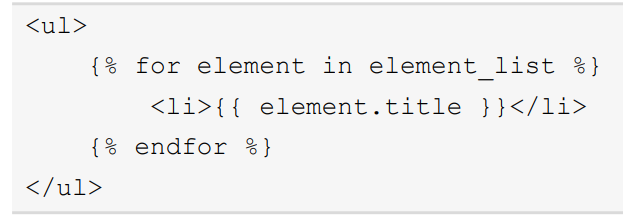 <ul>
{% for element in element_list %}
<li>{{ element.title }}</li>
{% endfor %}
</ul>